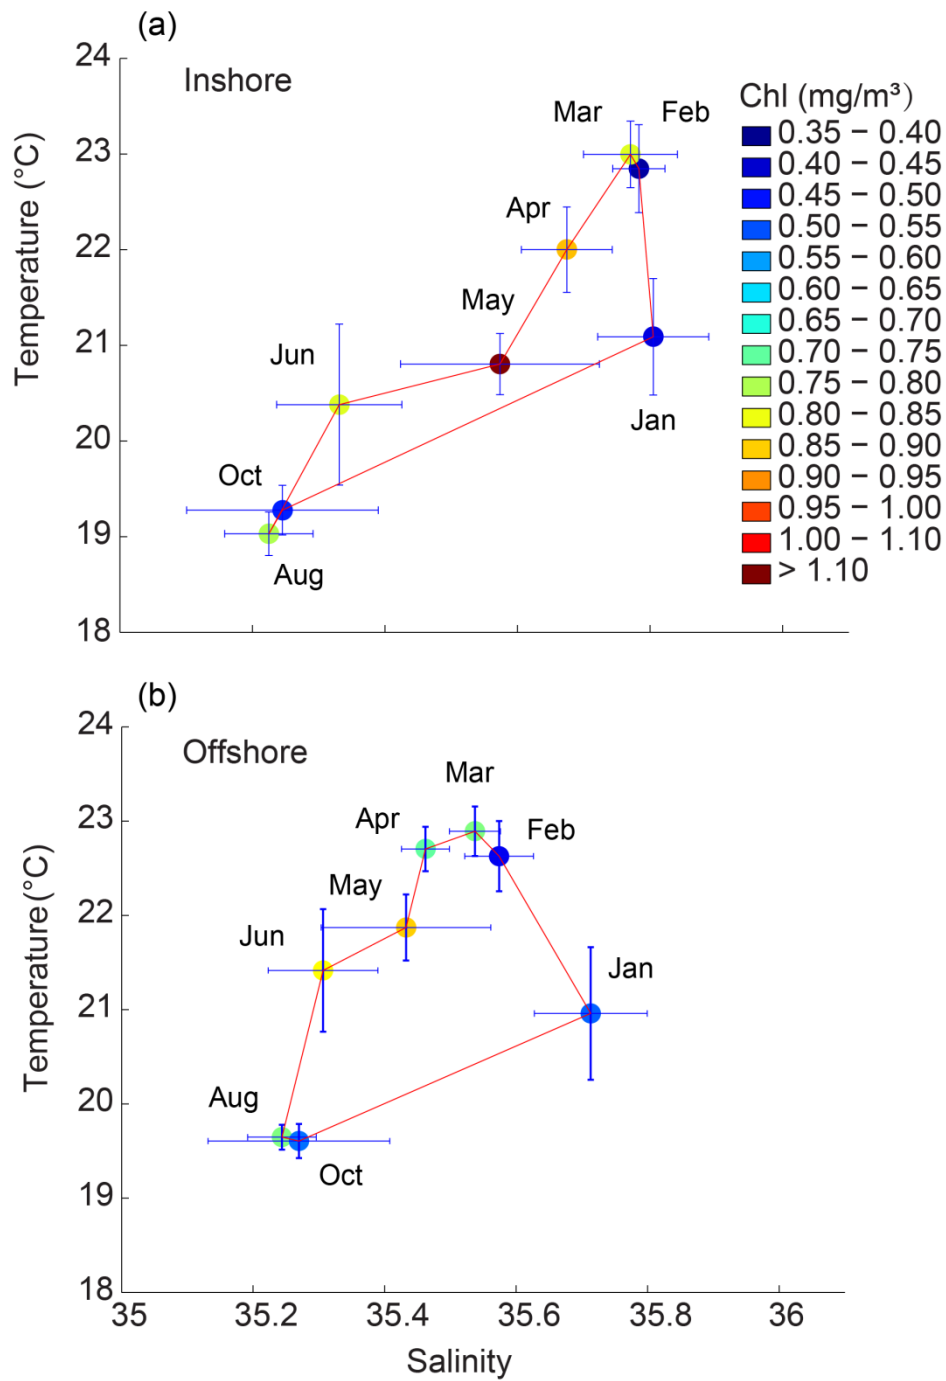 (a)
Inshore
24
23
22
21
20
19
18
Temperature (°C)
Mar
Feb
Apr
May
Jun
Jan
Oct
Aug
Chl (mg/m³)
0.35 – 0.40
0.40 – 0.45
0.45 – 0.50
0.50 – 0.55
0.55 – 0.60
0.60 – 0.65
0.65 – 0.70
0.70 – 0.75
0.75 – 0.80
0.80 – 0.85
0.85 – 0.90
0.90 – 0.95
0.95 – 1.00
1.00 – 1.10
> 1.10
(b)
Offshore
24
23
22
21
20
19
18
Temperature (°C)
Mar
Apr
Feb
May
Jun
Jan
Aug
Oct
35 35.2 35.4 35.6 35.8 36
Salinity